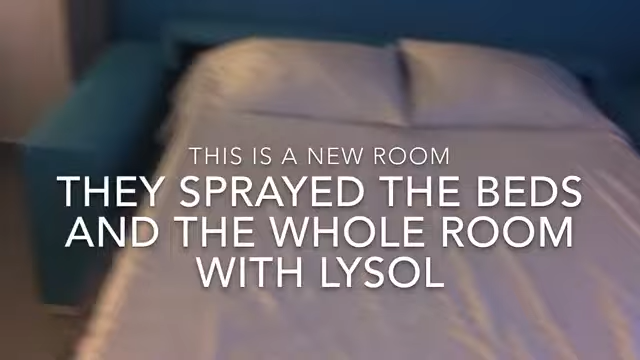 THIS IS A NEW ROOM
THEY SPRAYED THE BEDS
AND THE WHOLE ROOM
WITH LYSOL